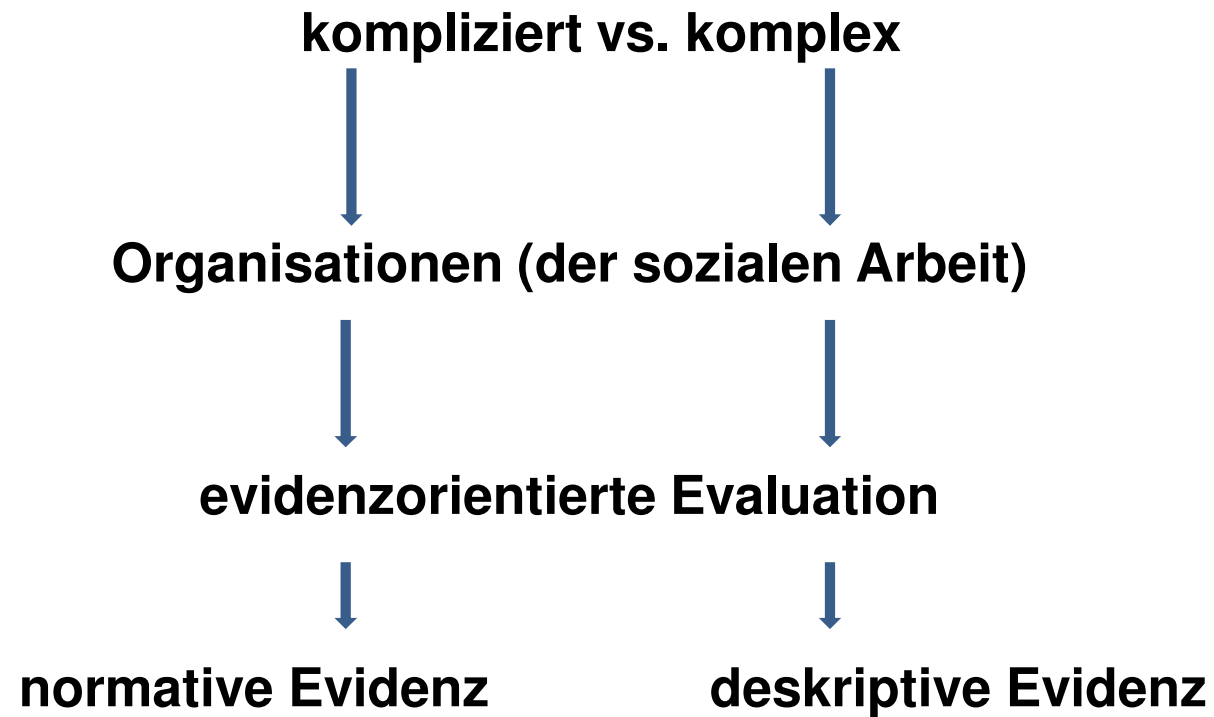 kompliziert vs. komplex
Organisationen (der sozialen Arbeit)
evidenzorientierte Evaluation
normative Evidenz deskriptive Evidenz